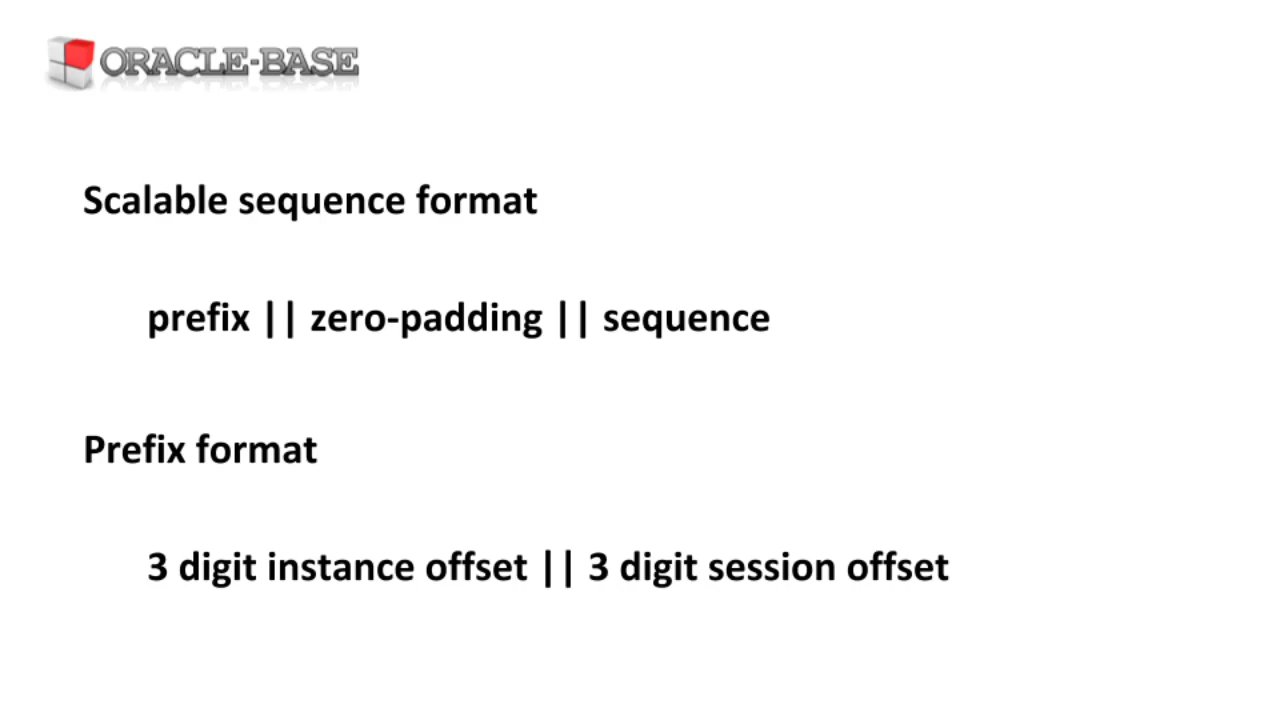 ORACLE-BASE
Scalable sequence format
prefix || zero-padding || sequence
Prefix format
3 digit instance offset || 3 digit session offset